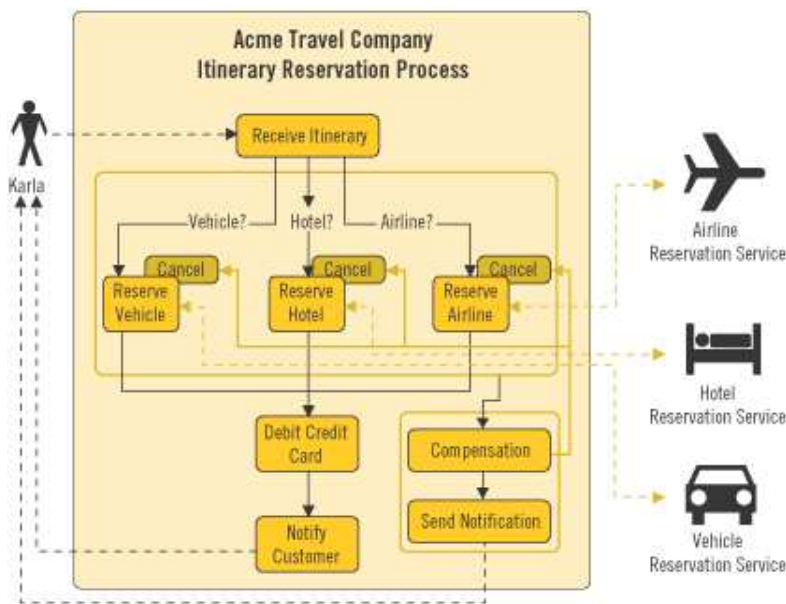 Acme Travel Company
Itinerary Reservation Process
Receive Itinerary
Karla
Vehicle?
Hotel?
Airline?
Airline
Reservation Service
Cancel
Cancel
Cancel
Reserve
Vehicle
Reserve
Hotel
Reserve
Airline
Hotel
Reservation Service
Debit Credit
Card
Compensation
Send Notification
Notify
Customer
Vehicle
Reservation Service